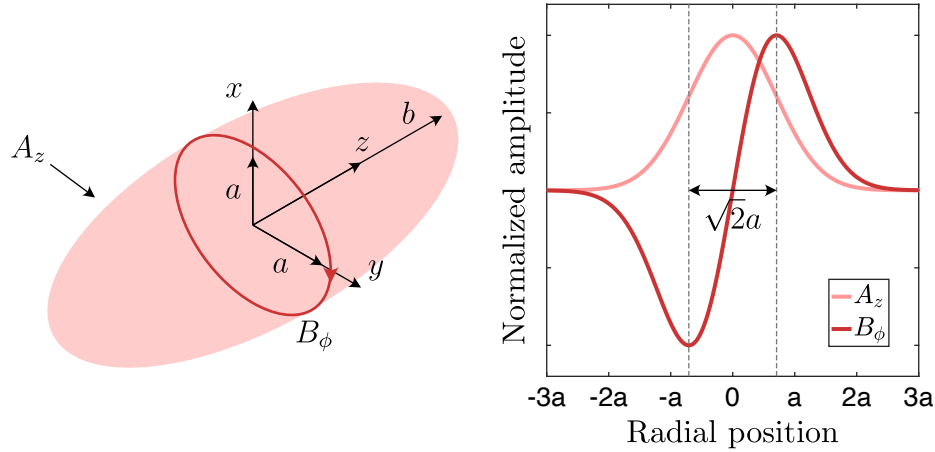 x
b
A_z
z
a
a
y
B_ϕ
Normalized amplitude
√2a
A_z
B_ϕ
-3a -2a -a 0 a 2a 3a
Radial position